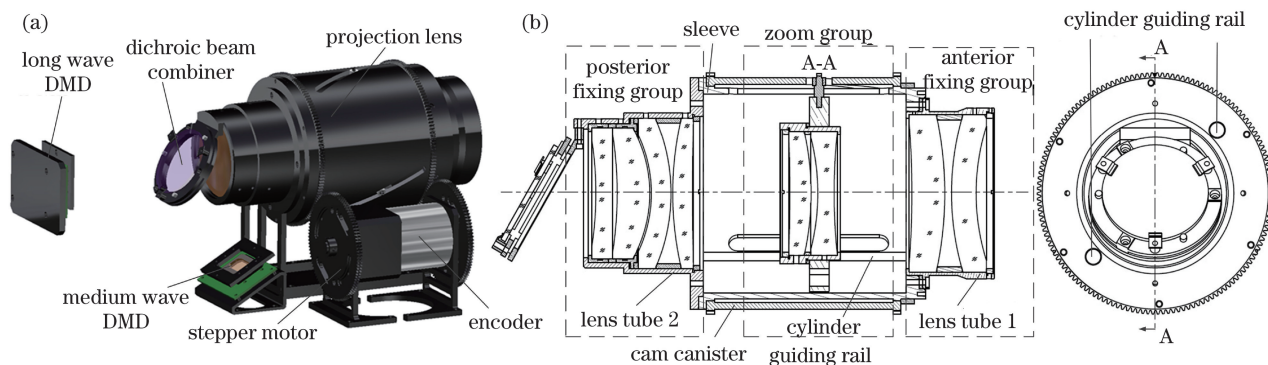 (a)
projection lens
dichroic beam
combiner
long wave
DMD
medium wave
DMD
stepper motor
encoder
(b)
sleeve
zoom group
A-A
posterior
fixing group
anterior
fixing group
lens tube 2
cam canister
cylinder
guiding rail
lens tube 1
cylinder guiding rail
A
A